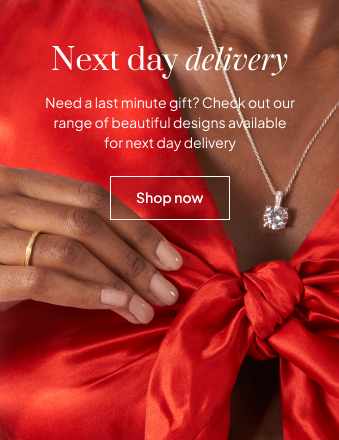 Next day delivery
Need a last minute gift? Check out our
range of beautiful designs available
for next day delivery
Shop now